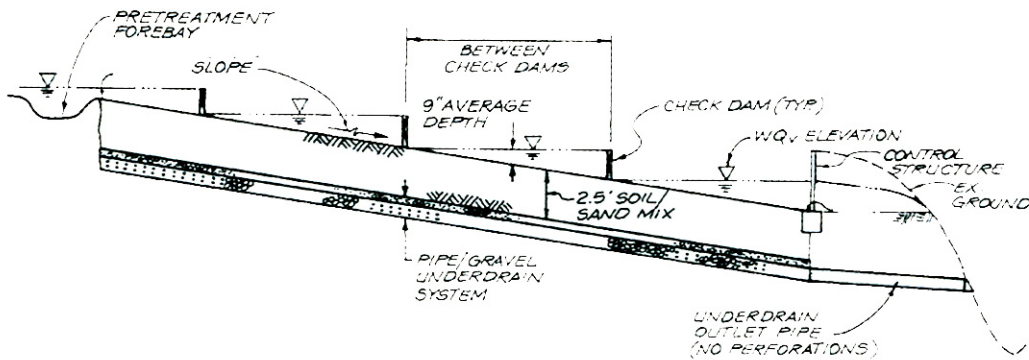 PRETREATMENT
FOREBAY
SLOPE
BETWEEN
CHECK DAMS
9" AVERAGE
DEPTH
CHECK DAM (TYP.)
WQv ELEVATION
CONTROL
STRUCTURE
EX.
GROUND
2.5' SOIL/
SAND MIX
PIPE/GRAVEL
UNDERDRAIN
SYSTEM
UNDERDRAIN
OUTLET PIPE
(NO PERFORATIONS)